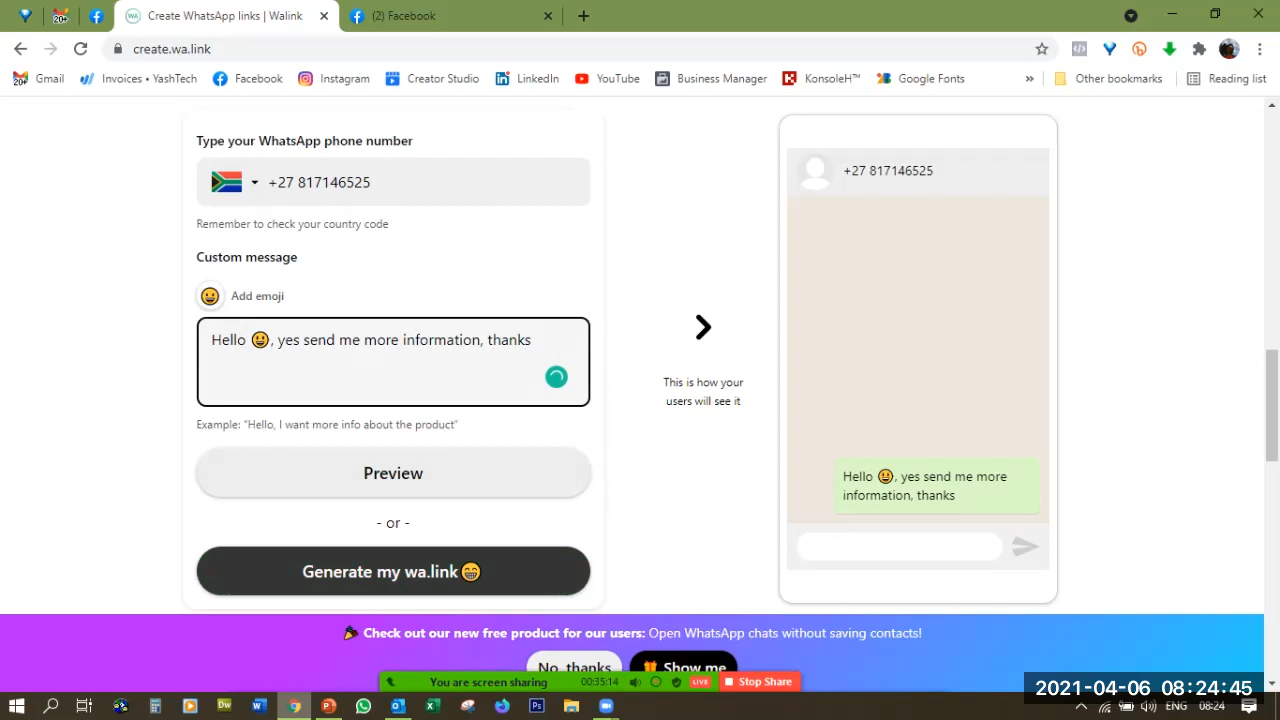 Create WhatsApp links | Walink
(2) Facebook
create.wa.link
Gmail
Invoices • YashTech
Facebook
Instagram
Creator Studio
LinkedIn
YouTube
Business Manager
KonsoleH™
Google Fonts
»
Other bookmarks
Reading list
Type your WhatsApp phone number
+27 817146525
Remember to check your country code
Custom message
😀 Add emoji
Hello 😀, yes send me more information, thanks
Example: "Hello, I want more info about the product"
Preview
- or -
Generate my wa.link😁
This is how your
users will see it
+27 817146525
Hello 😀, yes send me more
information, thanks
🎉 Check out our new free product for our users: Open WhatsApp chats without saving contacts!
No, thanks
🎁 Show me
You are screen sharing
00:35:14
LIVE
Stop Share
2021-04-06 08:24:45
ENG
08:24